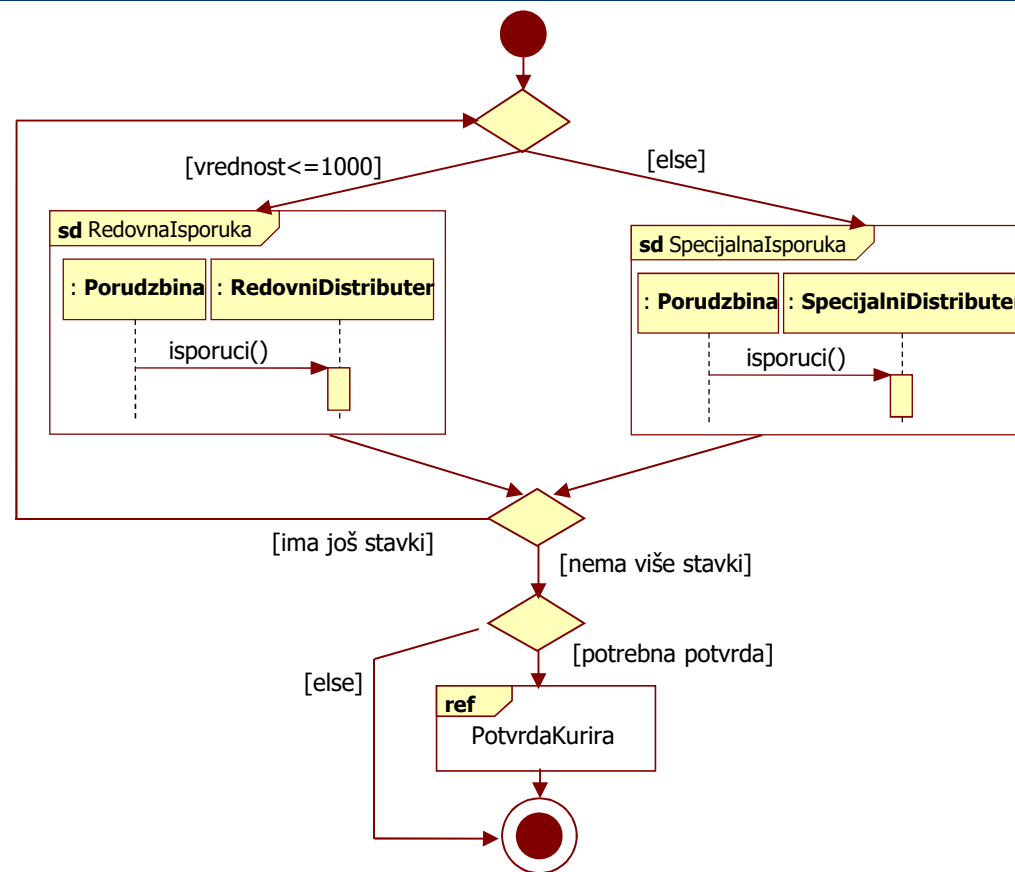 [vrednost<=1000]
[else]
sd RedovnaIsporuka
: Porudzbina
: RedovniDistributer
isporuci()
sd SpecijalnaIsporuka
: Porudzbina
: SpecijalniDistributer
isporuci()
[ima još stavki]
[nema više stavki]
[potrebna potvrda]
[else]
ref
PotvrdaKurira